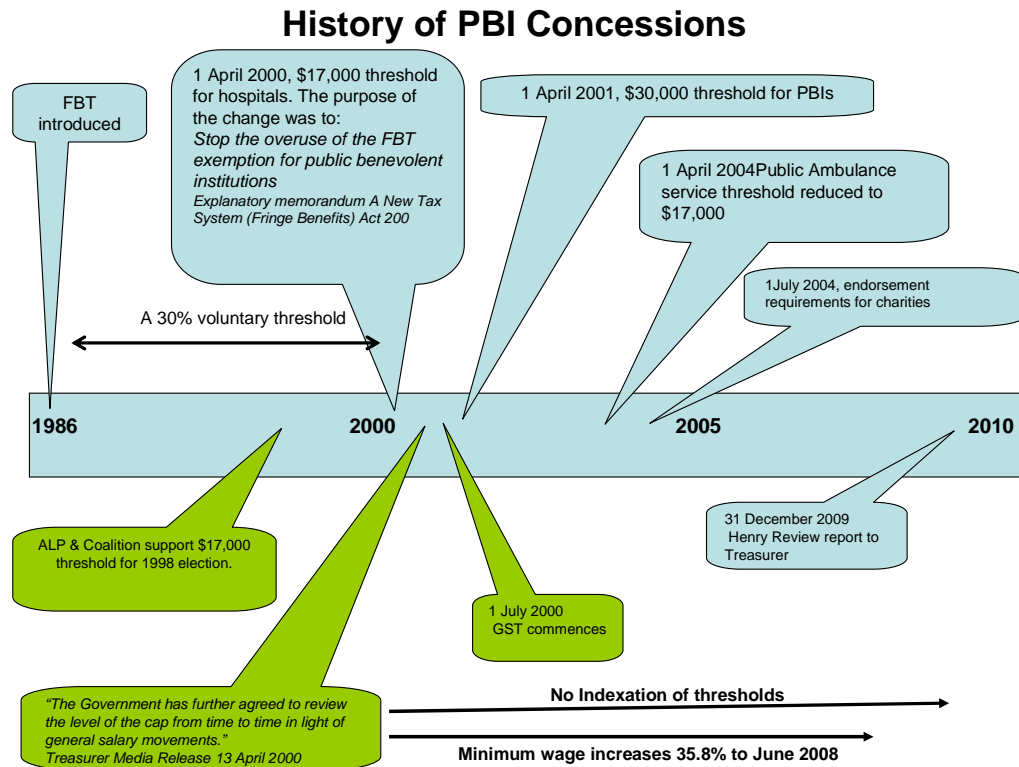 History of PBI Concessions
FBT
introduced
1 April 2000, $17,000 threshold
for hospitals. The purpose of
the change was to:
Stop the overuse of the FBT
exemption for public benevolent
institutions
Explanatory memorandum A New Tax
System (Fringe Benefits) Act 200
1 April 2001, $30,000 threshold for PBIs
1 April 2004Public Ambulance
service threshold reduced to
$17,000
1July 2004, endorsement
requirements for charities
A 30% voluntary threshold
1986
2000
2005
2010
ALP & Coalition support $17,000
threshold for 1998 election.
31 December 2009
Henry Review report to
Treasurer
1 July 2000
GST commences
"The Government has further agreed to review
the level of the cap from time to time in light of
general salary movements."
Treasurer Media Release 13 April 2000
No Indexation of thresholds
Minimum wage increases 35.8% to June 2008